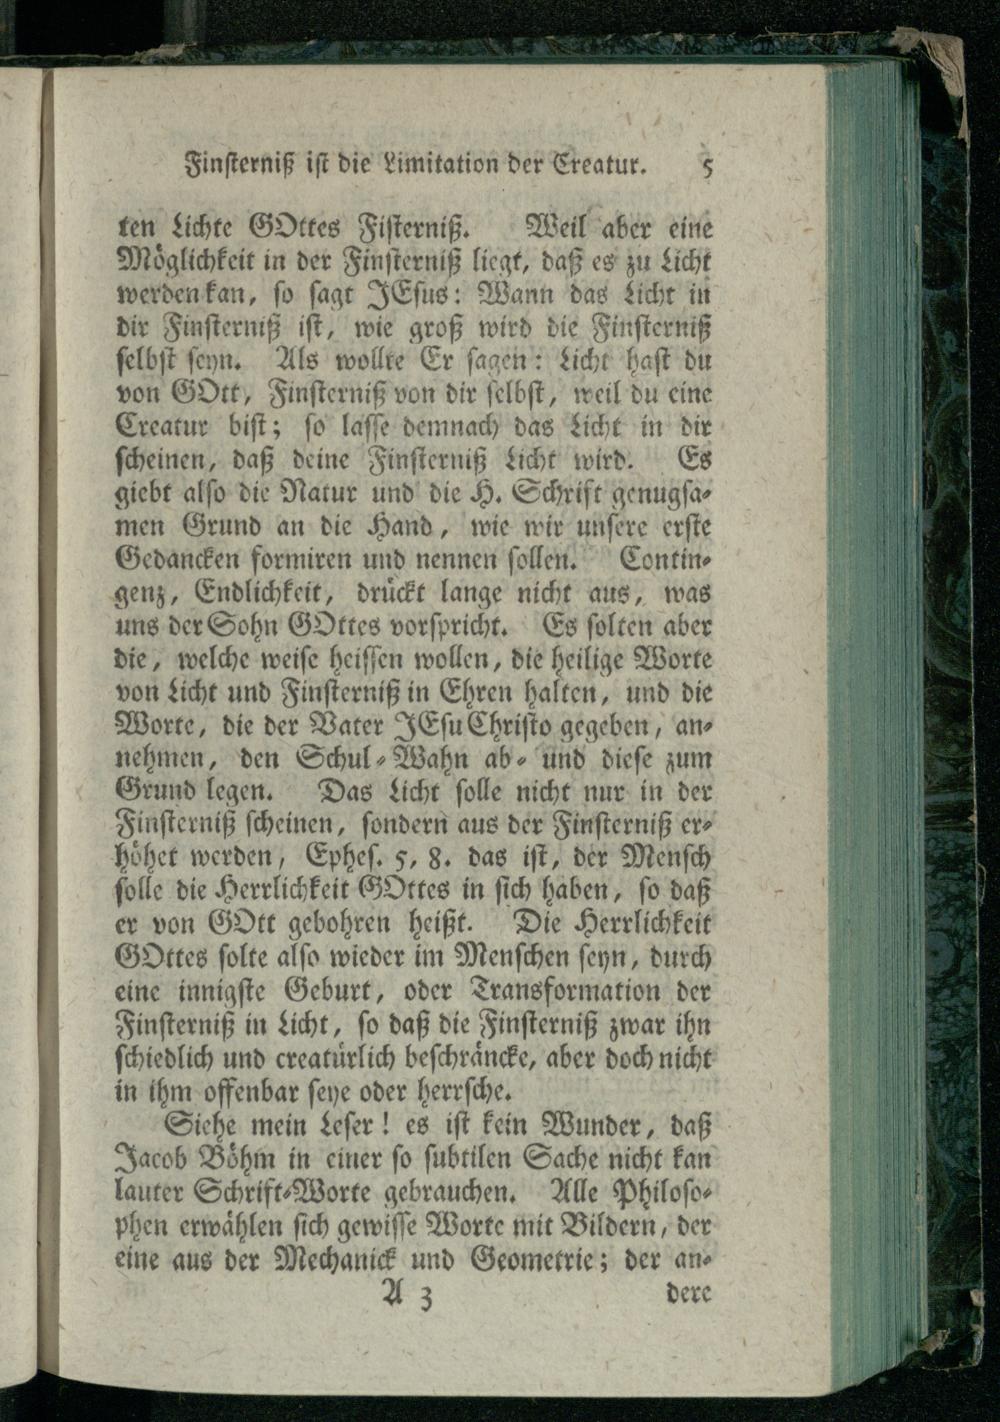 Finsterniß ist die Limitation der Creatur. 5
ten Lichte GOttes Fisterniß. Weil aber eine
Möglichkeit in der Finsterniß liegt, daß es zu Licht
werden kan, so sagt JEsus: Wann das Licht in
dir Finsterniß ist, wie groß wird die Finsterniß
selbst seyn. Als wollte Er sagen: Licht hast du
von GOtt, Finsterniß von dir selbst, weil du eine
Creatur bist; so lasse demnach das Licht in dir
scheinen, daß deine Finsterniß Licht wird. Es
giebt also die Natur und die H. Schrift genugsa-
men Grund an die Hand, wie wir unsere erste
Gedancken formiren und nennen sollen. Contin-
genz, Endlichkeit, drückt lange nicht aus, was
uns der Sohn GOttes vorspricht. Es solten aber
die, welche weise heissen wollen, die heilige Worte
von Licht und Finsterniß in Ehren halten, und die
Worte, die der Vater JEsu Christo gegeben, an-
nehmen, den Schul-Wahn ab- und diese zum
Grund legen. Das Licht solle nicht nur in der
Finsterniß scheinen, sondern aus der Finsterniß er-
höhet werden, Ephes. 5, 8. das ist, der Mensch
solle die Herrlichkeit GOttes in sich haben, so daß
er von GOtt gebohren heißt. Die Herrlichkeit
GOttes solte also wieder im Menschen seyn, durch
eine innigste Geburt, oder Transformation der
Finsterniß in Licht, so daß die Finsterniß zwar ihn
schiedlich und creatürlich beschräncke, aber doch nicht
in ihm offenbar seye oder herrsche.
Siehe mein Leser! es ist kein Wunder, daß
Jacob Böhm in einer so subtilen Sache nicht kan
lauter Schrift-Worte gebrauchen. Alle Philoso-
phen erwählen sich gewisse Worte mit Bildern, der
eine aus der Mechanick und Geometrie; der an-
A 3 dere